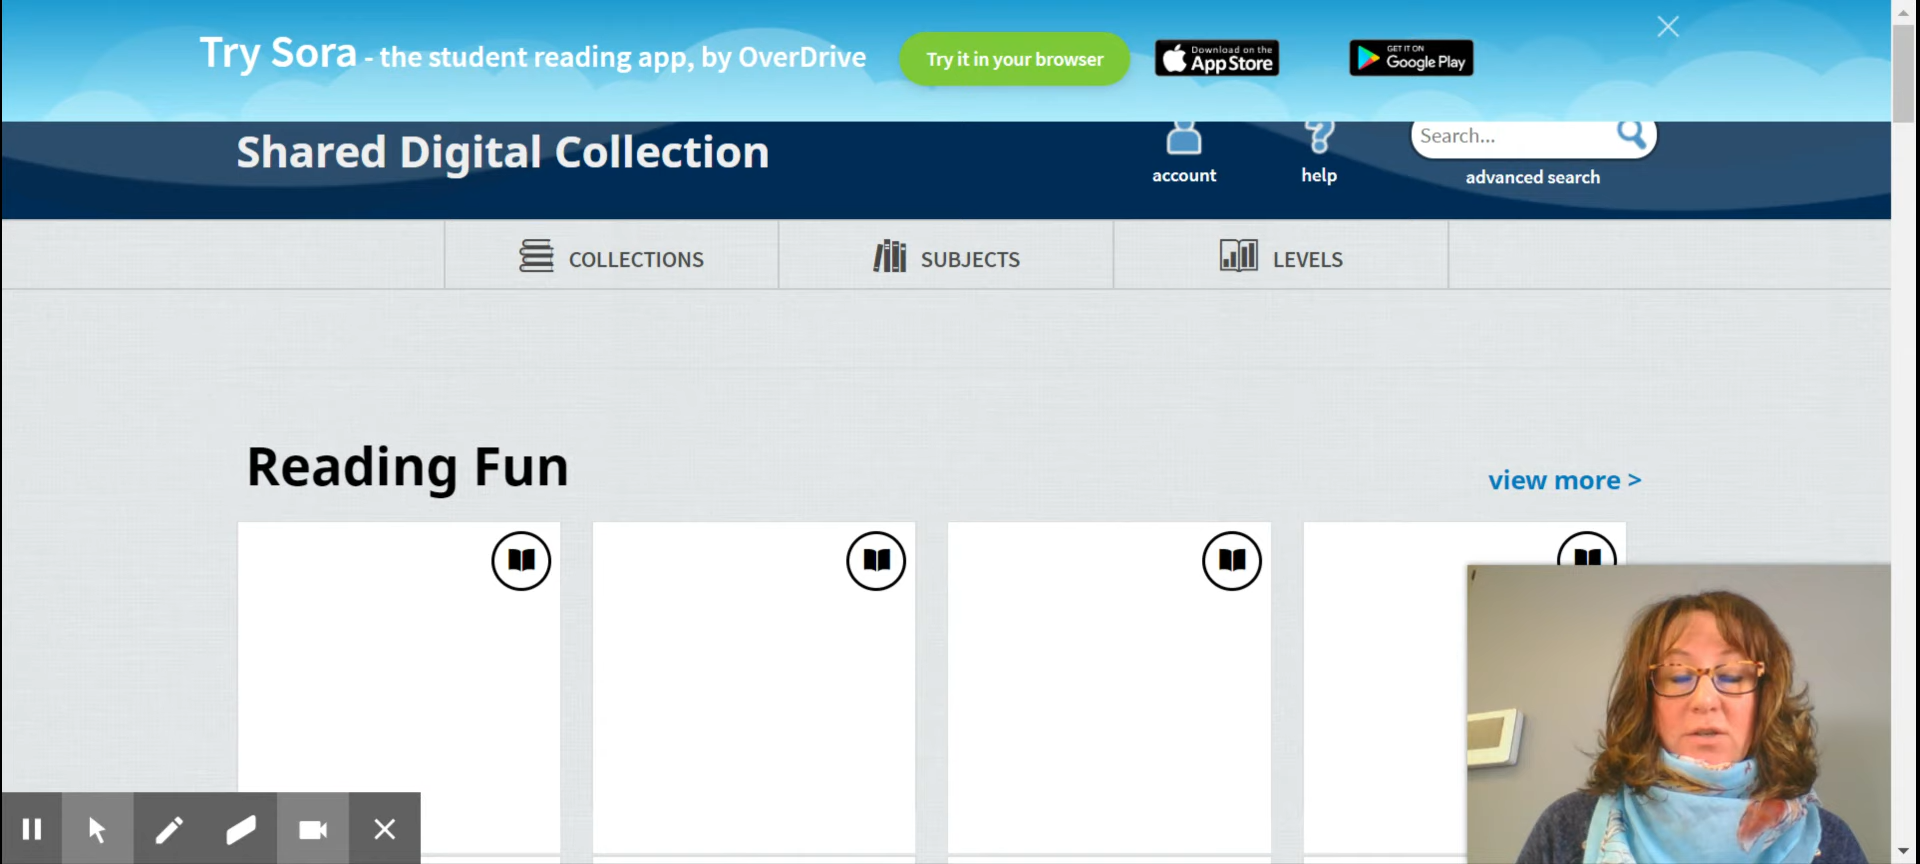 Try Sora - the student reading app, by OverDrive
Try it in your browser
Download on the
App Store
GET IT ON
Google Play
Shared Digital Collection
account
help
Search...
advanced search
COLLECTIONS
SUBJECTS
LEVELS
Reading Fun
view more >